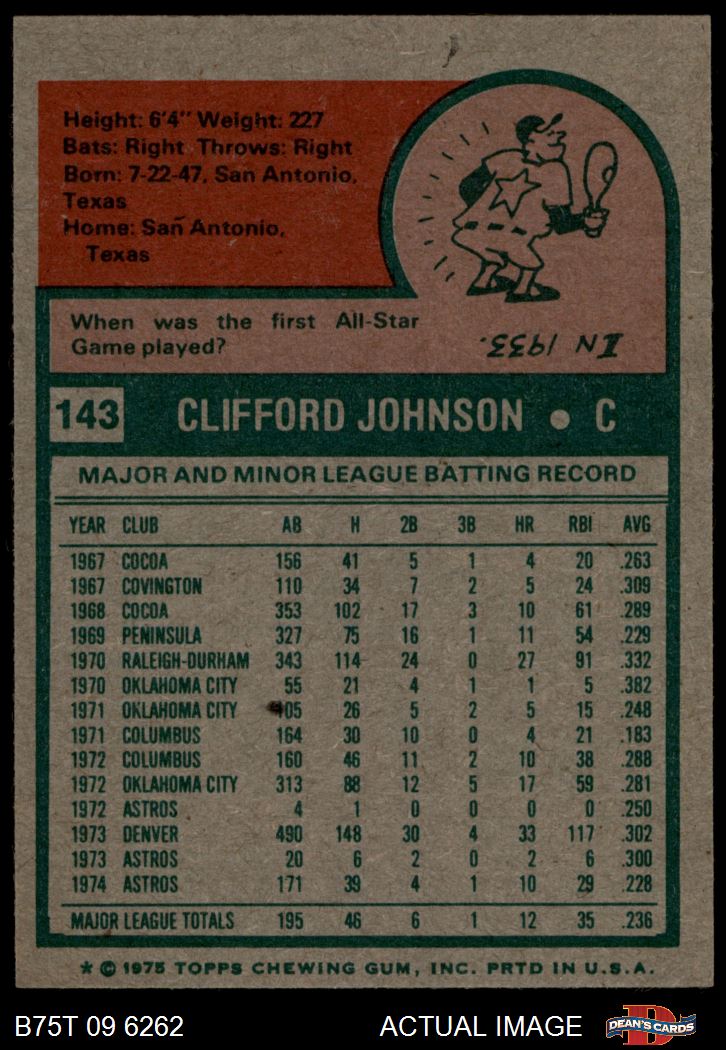 Height: 6'4" Weight: 227
Bats: Right Throws: Right
Born: 7-22-47, San Antonio,
Texas
Home: San Antonio,
Texas
When was the first All-Star
Game played?
IN 1933.
143 CLIFFORD JOHNSON • C
MAJOR AND MINOR LEAGUE BATTING RECORD
YEAR CLUB AB H 2B 3B HR RBI AVG
1967 COCOA 156 41 5 1 4 20 .263
1967 COVINGTON 110 34 7 2 5 24 .309
1968 COCOA 353 102 17 3 10 61 .289
1969 PENINSULA 327 75 16 1 11 54 .229
1970 RALEIGH-DURHAM 343 114 24 0 27 91 .332
1970 OKLAHOMA CITY 55 21 4 1 1 5 .382
1971 OKLAHOMA CITY 105 26 5 2 5 15 .248
1971 COLUMBUS 164 30 10 0 4 21 .183
1972 COLUMBUS 160 46 11 2 10 38 .288
1972 OKLAHOMA CITY 313 88 12 5 17 59 .281
1972 ASTROS 4 1 0 0 0 0 .250
1973 DENVER 490 148 30 4 33 117 .302
1973 ASTROS 20 6 2 0 2 6 .300
1974 ASTROS 171 39 4 1 10 29 .228
MAJOR LEAGUE TOTALS 195 46 6 1 12 35 .236
* © 1975 TOPPS CHEWING GUM, INC. PRTD IN U.S.A.
B75T 09 6262 ACTUAL IMAGE DEAN'S CARDS